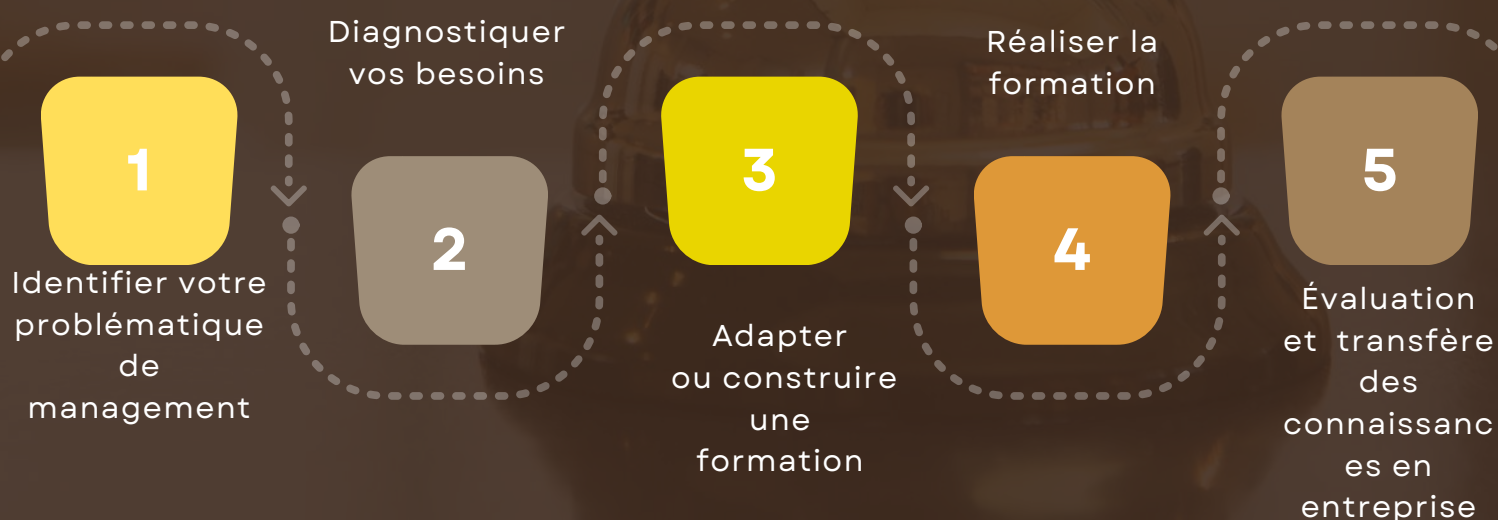 1
Identifier votre
problématique
de
management
Diagnostiquer
vos besoins
2
3
Adapter
ou construire
une
formation
Réaliser la
formation
4
5
Évaluation
et  transfère
des
connaissanc
es en
entreprise